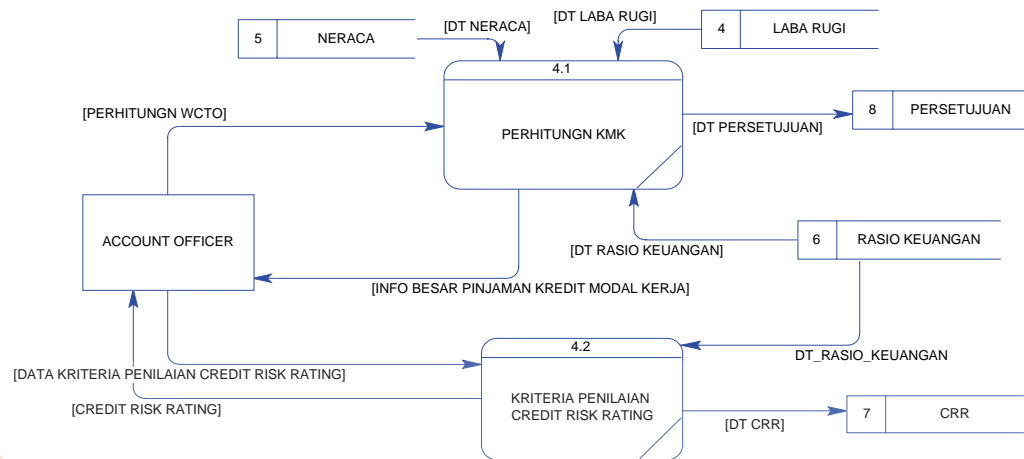 [DT LABA RUGI]
[DT NERACA]
5 NERACA
4 LABA RUGI
4.1
PERHITUNGN KMK
[PERHITUNGN WCTO]
[DT PERSETUJUAN]
8 PERSETUJUAN
ACCOUNT OFFICER
[DT RASIO KEUANGAN]
6 RASIO KEUANGAN
[INFO BESAR PINJAMAN KREDIT MODAL KERJA]
4.2
DT_RASIO_KEUANGAN
[DATA KRITERIA PENILAIAN CREDIT RISK RATING]
KRITERIA PENILAIAN
CREDIT RISK RATING
[CREDIT RISK RATING]
[DT CRR]
7 CRR